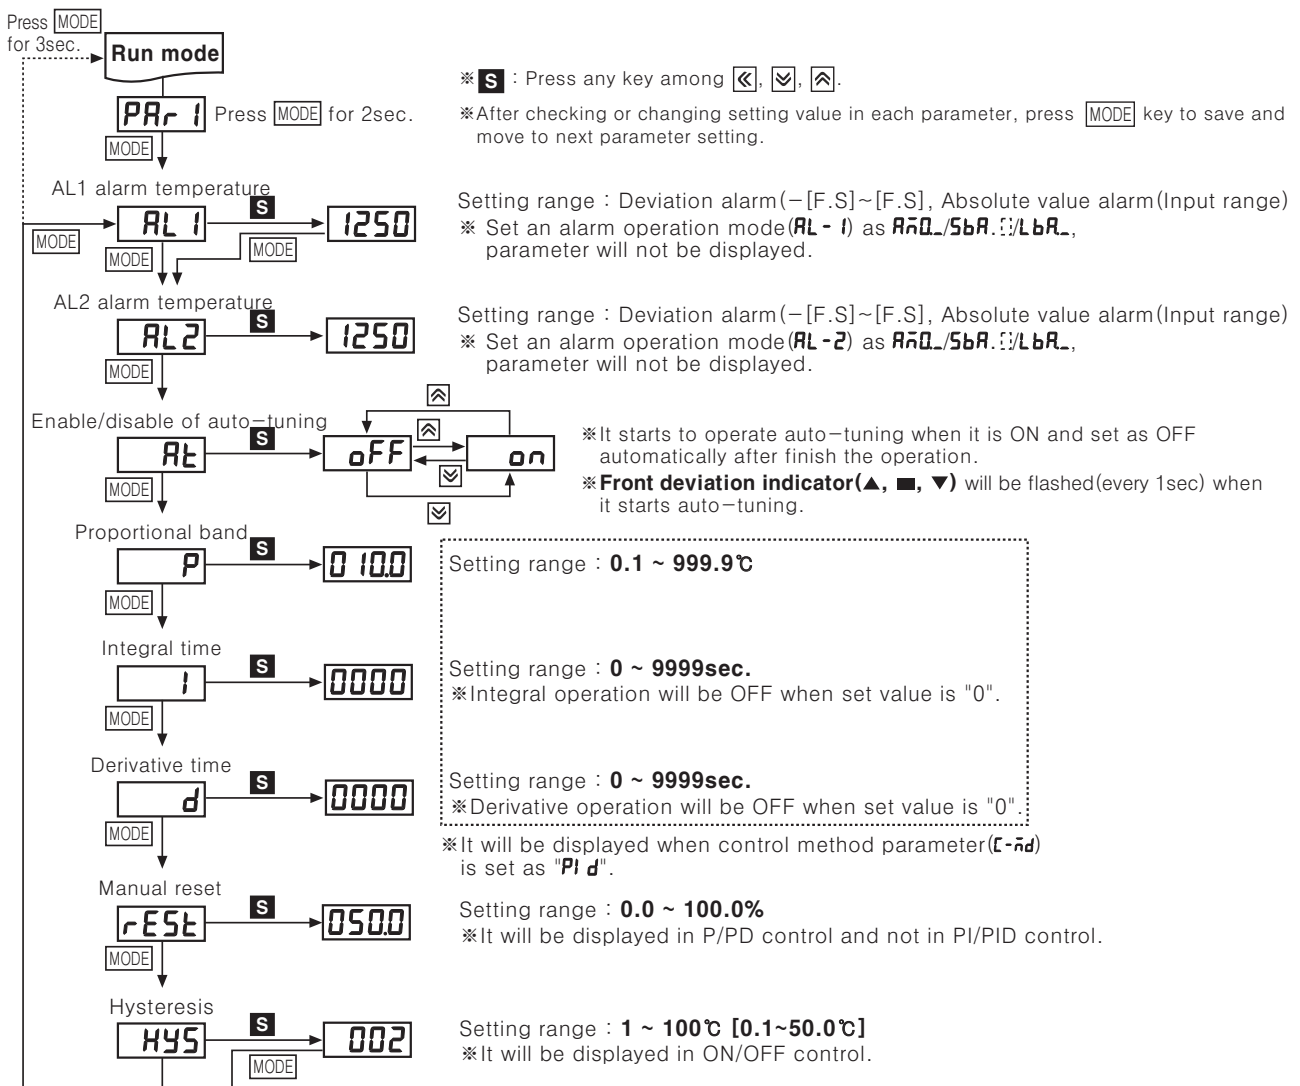 Press MODE
for 3sec.
Run mode
PAr1 Press MODE for 2sec.
MODE
※ S : Press any key among «, , .
※After checking or changing setting value in each parameter, press MODE key to save and
move to next parameter setting.
AL1 alarm temperature
AL1 S 1250
MODE MODE MODE
Setting range : Deviation alarm(-[F.S]~[F.S], Absolute value alarm(Input range)
※ Set an alarm operation mode(AL-1) as AM0._/SbA. /LbA._,
parameter will not be displayed.
AL2 alarm temperature
AL2 S 1250
MODE
Setting range : Deviation alarm(-[F.S]~[F.S], Absolute value alarm(Input range)
※ Set an alarm operation mode(AL-2) as AM0._/SbA. /LbA._,
parameter will not be displayed.
Enable/disable of auto-tuning
At S oFF on
MODE
※It starts to operate auto-tuning when it is ON and set as OFF
automatically after finish the operation.
※Front deviation indicator(▲, ■, ▼) will be flashed(every 1sec) when
it starts auto-tuning.
Proportional band
P S 010.0
MODE
Setting range : 0.1 ~ 999.9℃
Integral time
I S 0000
MODE
Setting range : 0 ~ 9999sec.
※Integral operation will be OFF when set value is "0".
Derivative time
d S 0000
MODE
Setting range : 0 ~ 9999sec.
※Derivative operation will be OFF when set value is "0".
※It will be displayed when control method parameter(C-Md)
is set as "PId".
Manual reset
rESt S 050.0
MODE
Setting range : 0.0 ~ 100.0%
※It will be displayed in P/PD control and not in PI/PID control.
Hysteresis
HYS S 002
MODE
Setting range : 1 ~ 100℃ [0.1~50.0℃]
※It will be displayed in ON/OFF control.